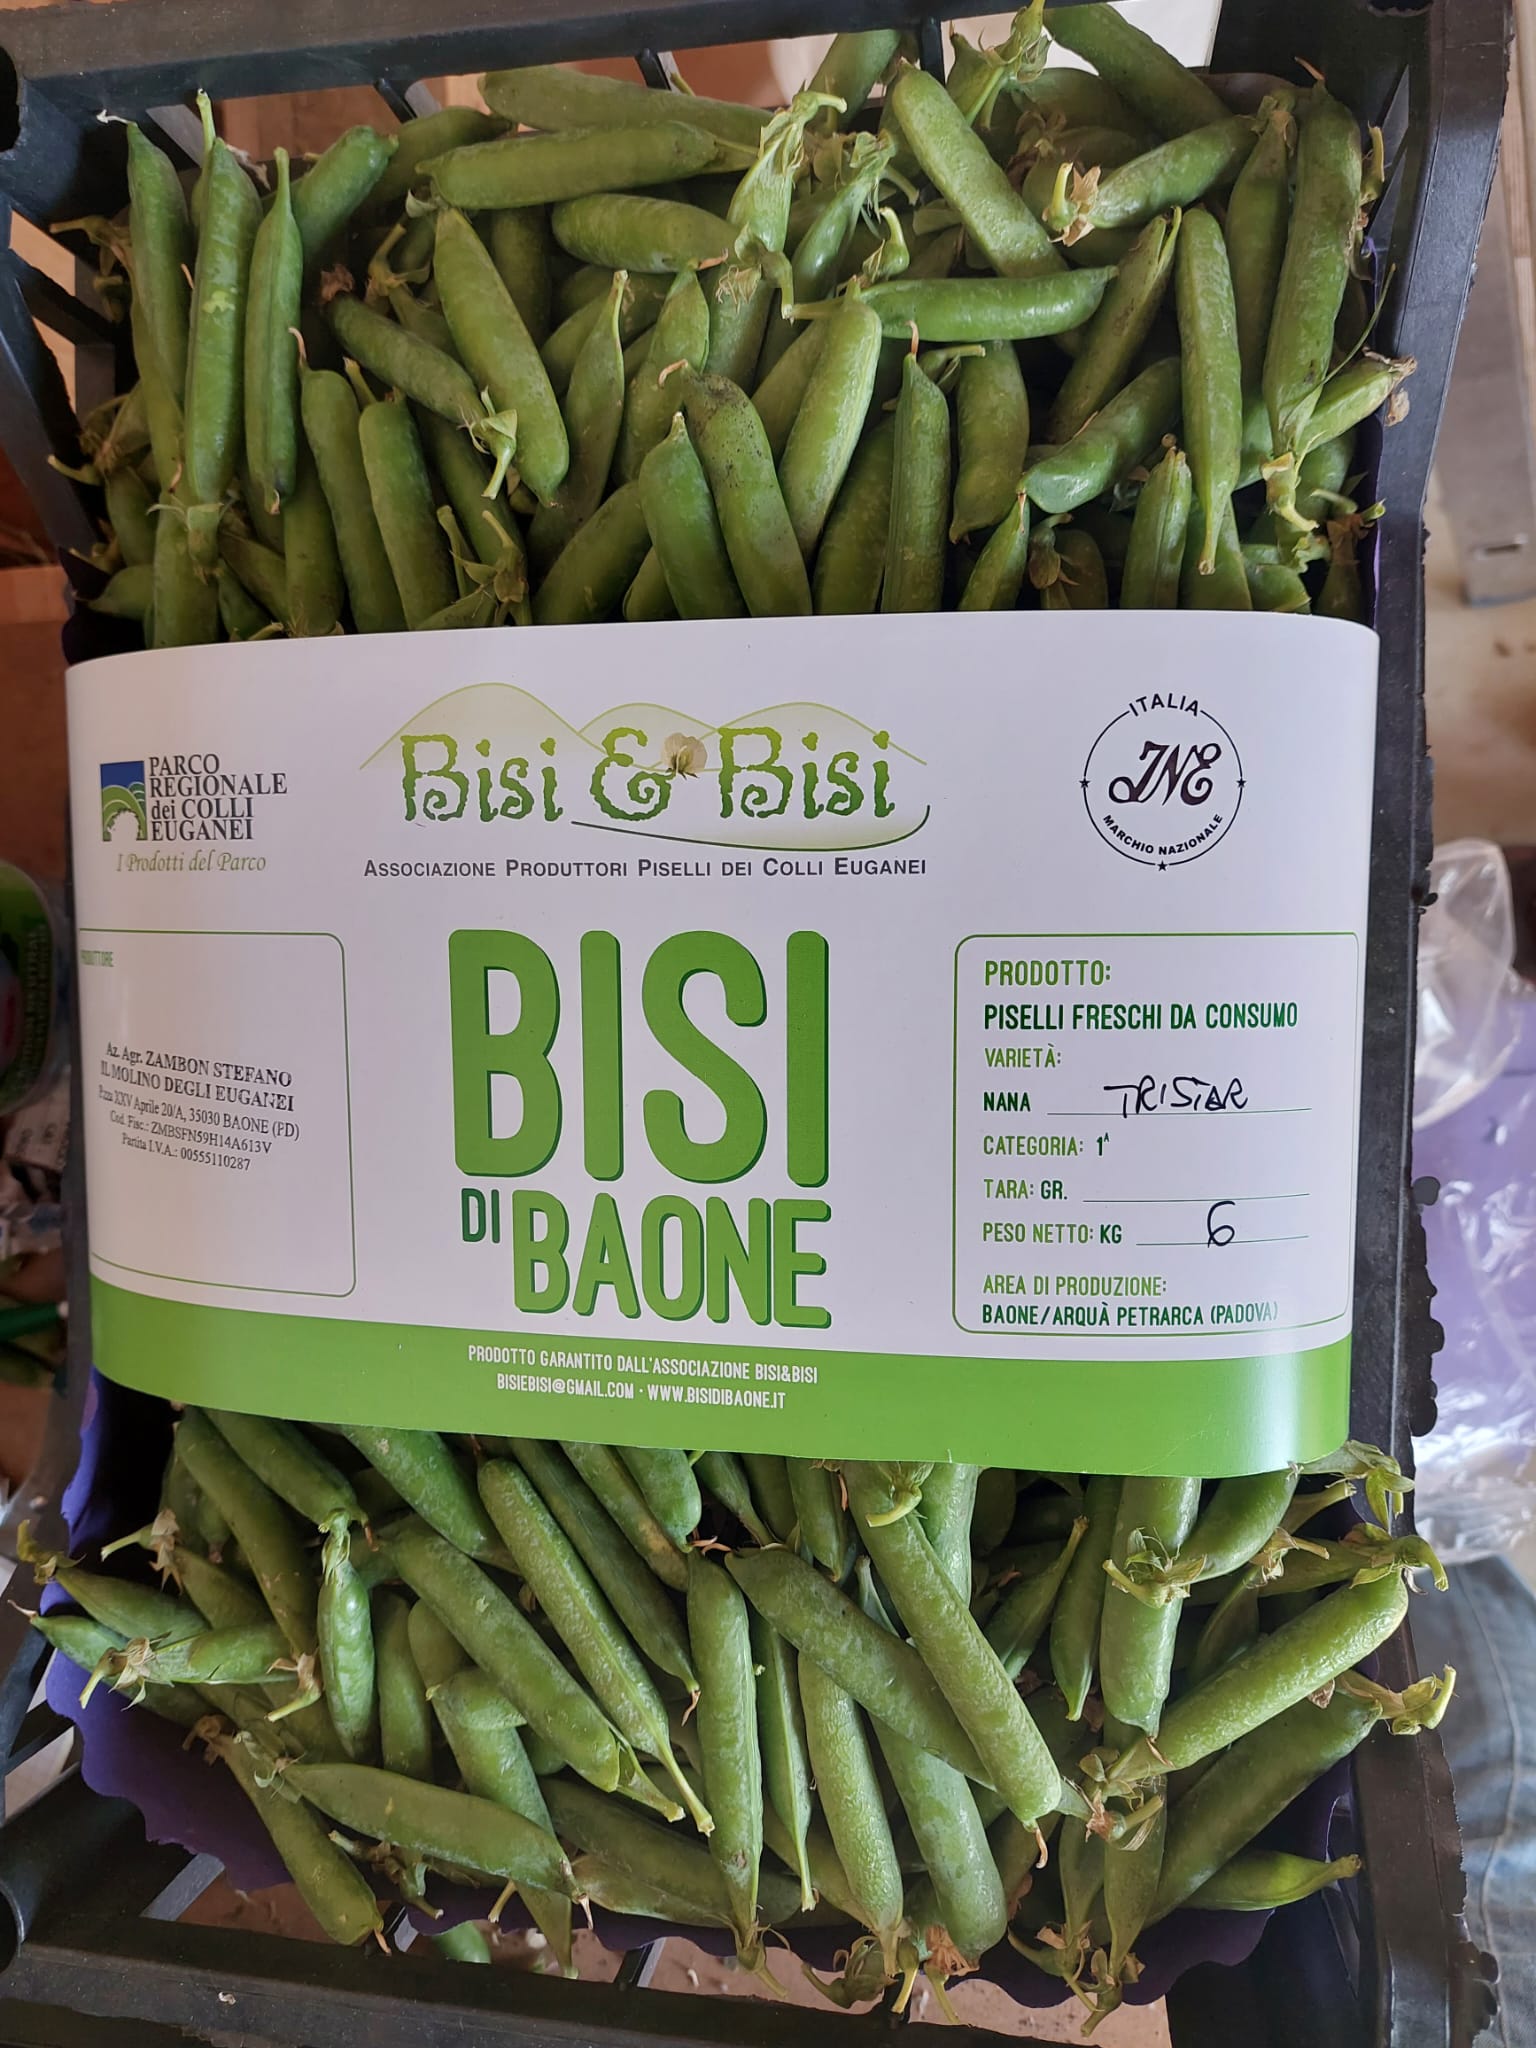 PARCO
REGIONALE
dei COLLI
EUGANEI
I Prodotti del Parco
Bisi & Bisi
Associazione Produttori Piselli dei Colli Euganei
ITALIA
JNE
MARCHIO NAZIONALE
Az. Agr. ZAMBON STEFANO
IL MOLINO DEGLI EUGANEI
P.zza XXV Aprile 20/A, 35030 BAONE (PD)
Cod. Fisc.: ZMBSFN59H14A613V
Partita I.V.A.: 00555110287
BISI
DI BAONE
PRODOTTO:
PISELLI FRESCHI DA CONSUMO
VARIETÀ:
NANA TRISTAR
CATEGORIA: 1ª
TARA: GR.
PESO NETTO: KG 6
AREA DI PRODUZIONE:
BAONE/ARQUÀ PETRARCA (PADOVA)
PRODOTTO GARANTITO DALL'ASSOCIAZIONE BISI&BISI
BISIEBISI@GMAIL.COM · WWW.BISIDIBAONE.IT